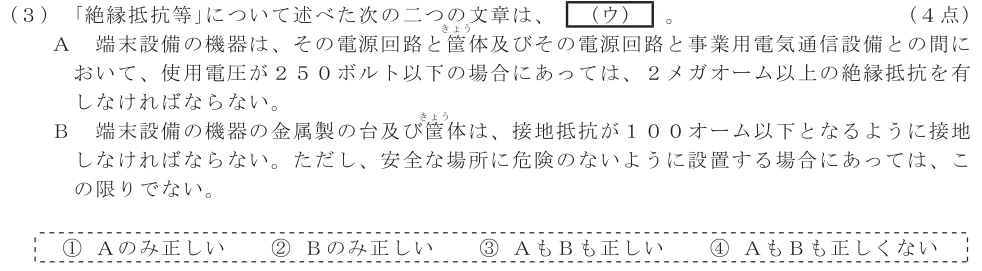 (3) 「絶縁抵抗等」について述べた次の二つの文章は、 (ウ) 。 (4点)
A 端末設備の機器は、その電源回路と筐体及びその電源回路と事業用電気通信設備との間に
おいて、使用電圧が250ボルト以下の場合にあっては、2メガオーム以上の絶縁抵抗を有
しなければならない。
B 端末設備の機器の金属製の台及び筐体は、接地抵抗が100オーム以下となるように接地
しなければならない。ただし、安全な場所に危険のないように設置する場合にあっては、こ
の限りでない。
① Aのみ正しい ② Bのみ正しい ③ AもBも正しい ④ AもBも正しくない